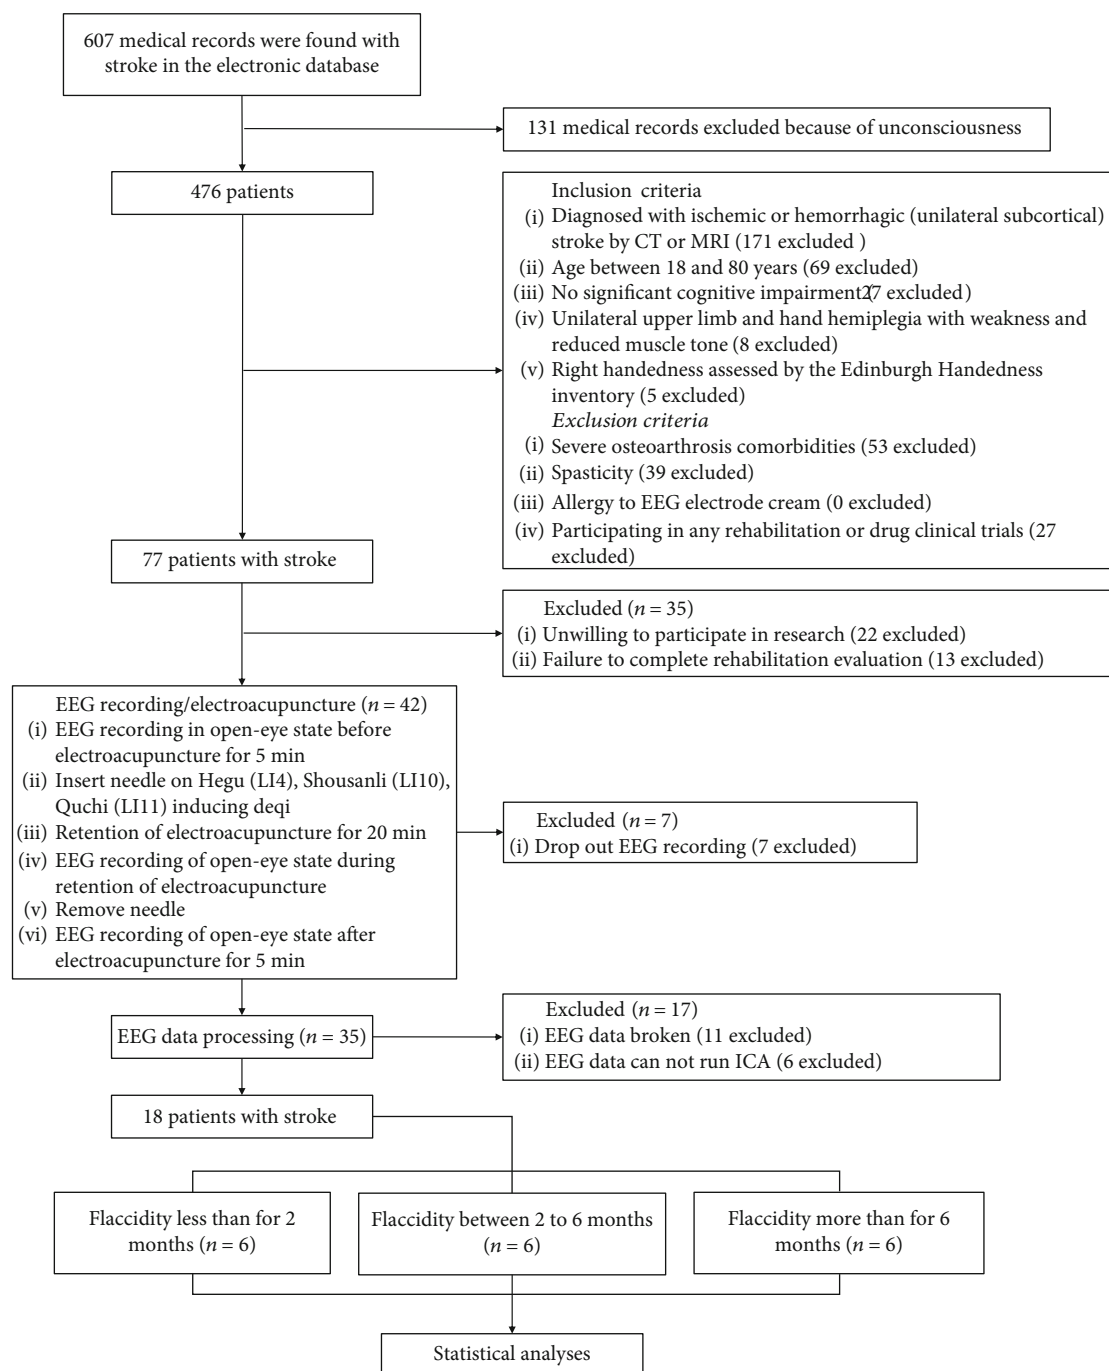 607 medical records were found with
stroke in the electronic database
131 medical records excluded because of unconsciousness
476 patients
Inclusion criteria
(i) Diagnosed with ischemic or hemorrhagic (unilateral subcortical)
stroke by CT or MRI (171 excluded )
(ii) Age between 18 and 80 years (69 excluded)
(iii) No significant cognitive impairment(27 excluded)
(iv) Unilateral upper limb and hand hemiplegia with weakness and
reduced muscle tone (8 excluded)
(v) Right handedness assessed by the Edinburgh Handedness
inventory (5 excluded)
Exclusion criteria
(i) Severe osteoarthrosis comorbidities (53 excluded)
(ii) Spasticity (39 excluded)
(iii) Allergy to EEG electrode cream (0 excluded)
(iv) Participating in any rehabilitation or drug clinical trials (27
excluded)
77 patients with stroke
Excluded (n = 35)
(i) Unwilling to participate in research (22 excluded)
(ii) Failure to complete rehabilitation evaluation (13 excluded)
EEG recording/electroacupuncture (n = 42)
(i) EEG recording in open-eye state before
electroacupuncture for 5 min
(ii) Insert needle on Hegu (LI4), Shousanli (LI10),
Quchi (LI11) inducing deqi
(iii) Retention of electroacupuncture for 20 min
(iv) EEG recording of open-eye state during
retention of electroacupuncture
(v) Remove needle
(vi) EEG recording of open-eye state after
electroacupuncture for 5 min
Excluded (n = 7)
(i) Drop out EEG recording (7 excluded)
EEG data processing (n = 35)
Excluded (n = 17)
(i) EEG data broken (11 excluded)
(ii) EEG data can not run ICA (6 excluded)
18 patients with stroke
Flaccidity less than for 2
months (n = 6)
Flaccidity between 2 to 6 months
(n = 6)
Flaccidity more than for 6
months (n = 6)
Statistical analyses